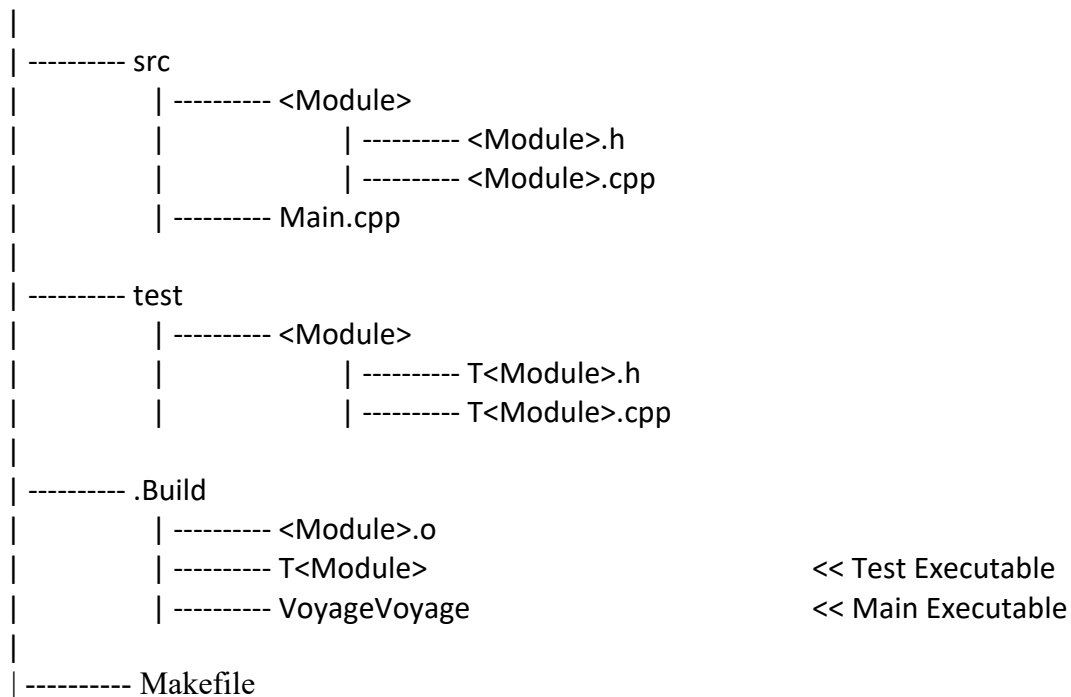 |
| ---------- src
| | ---------- <Module>
| | | ---------- <Module>.h
| | | ---------- <Module>.cpp
| | ---------- Main.cpp
|
| ---------- test
| | ---------- <Module>
| | | ---------- T<Module>.h
| | | ---------- T<Module>.cpp
|
| ---------- .Build
| | ---------- <Module>.o
| | ---------- T<Module> << Test Executable
| | ---------- VoyageVoyage << Main Executable
|
| ---------- Makefile